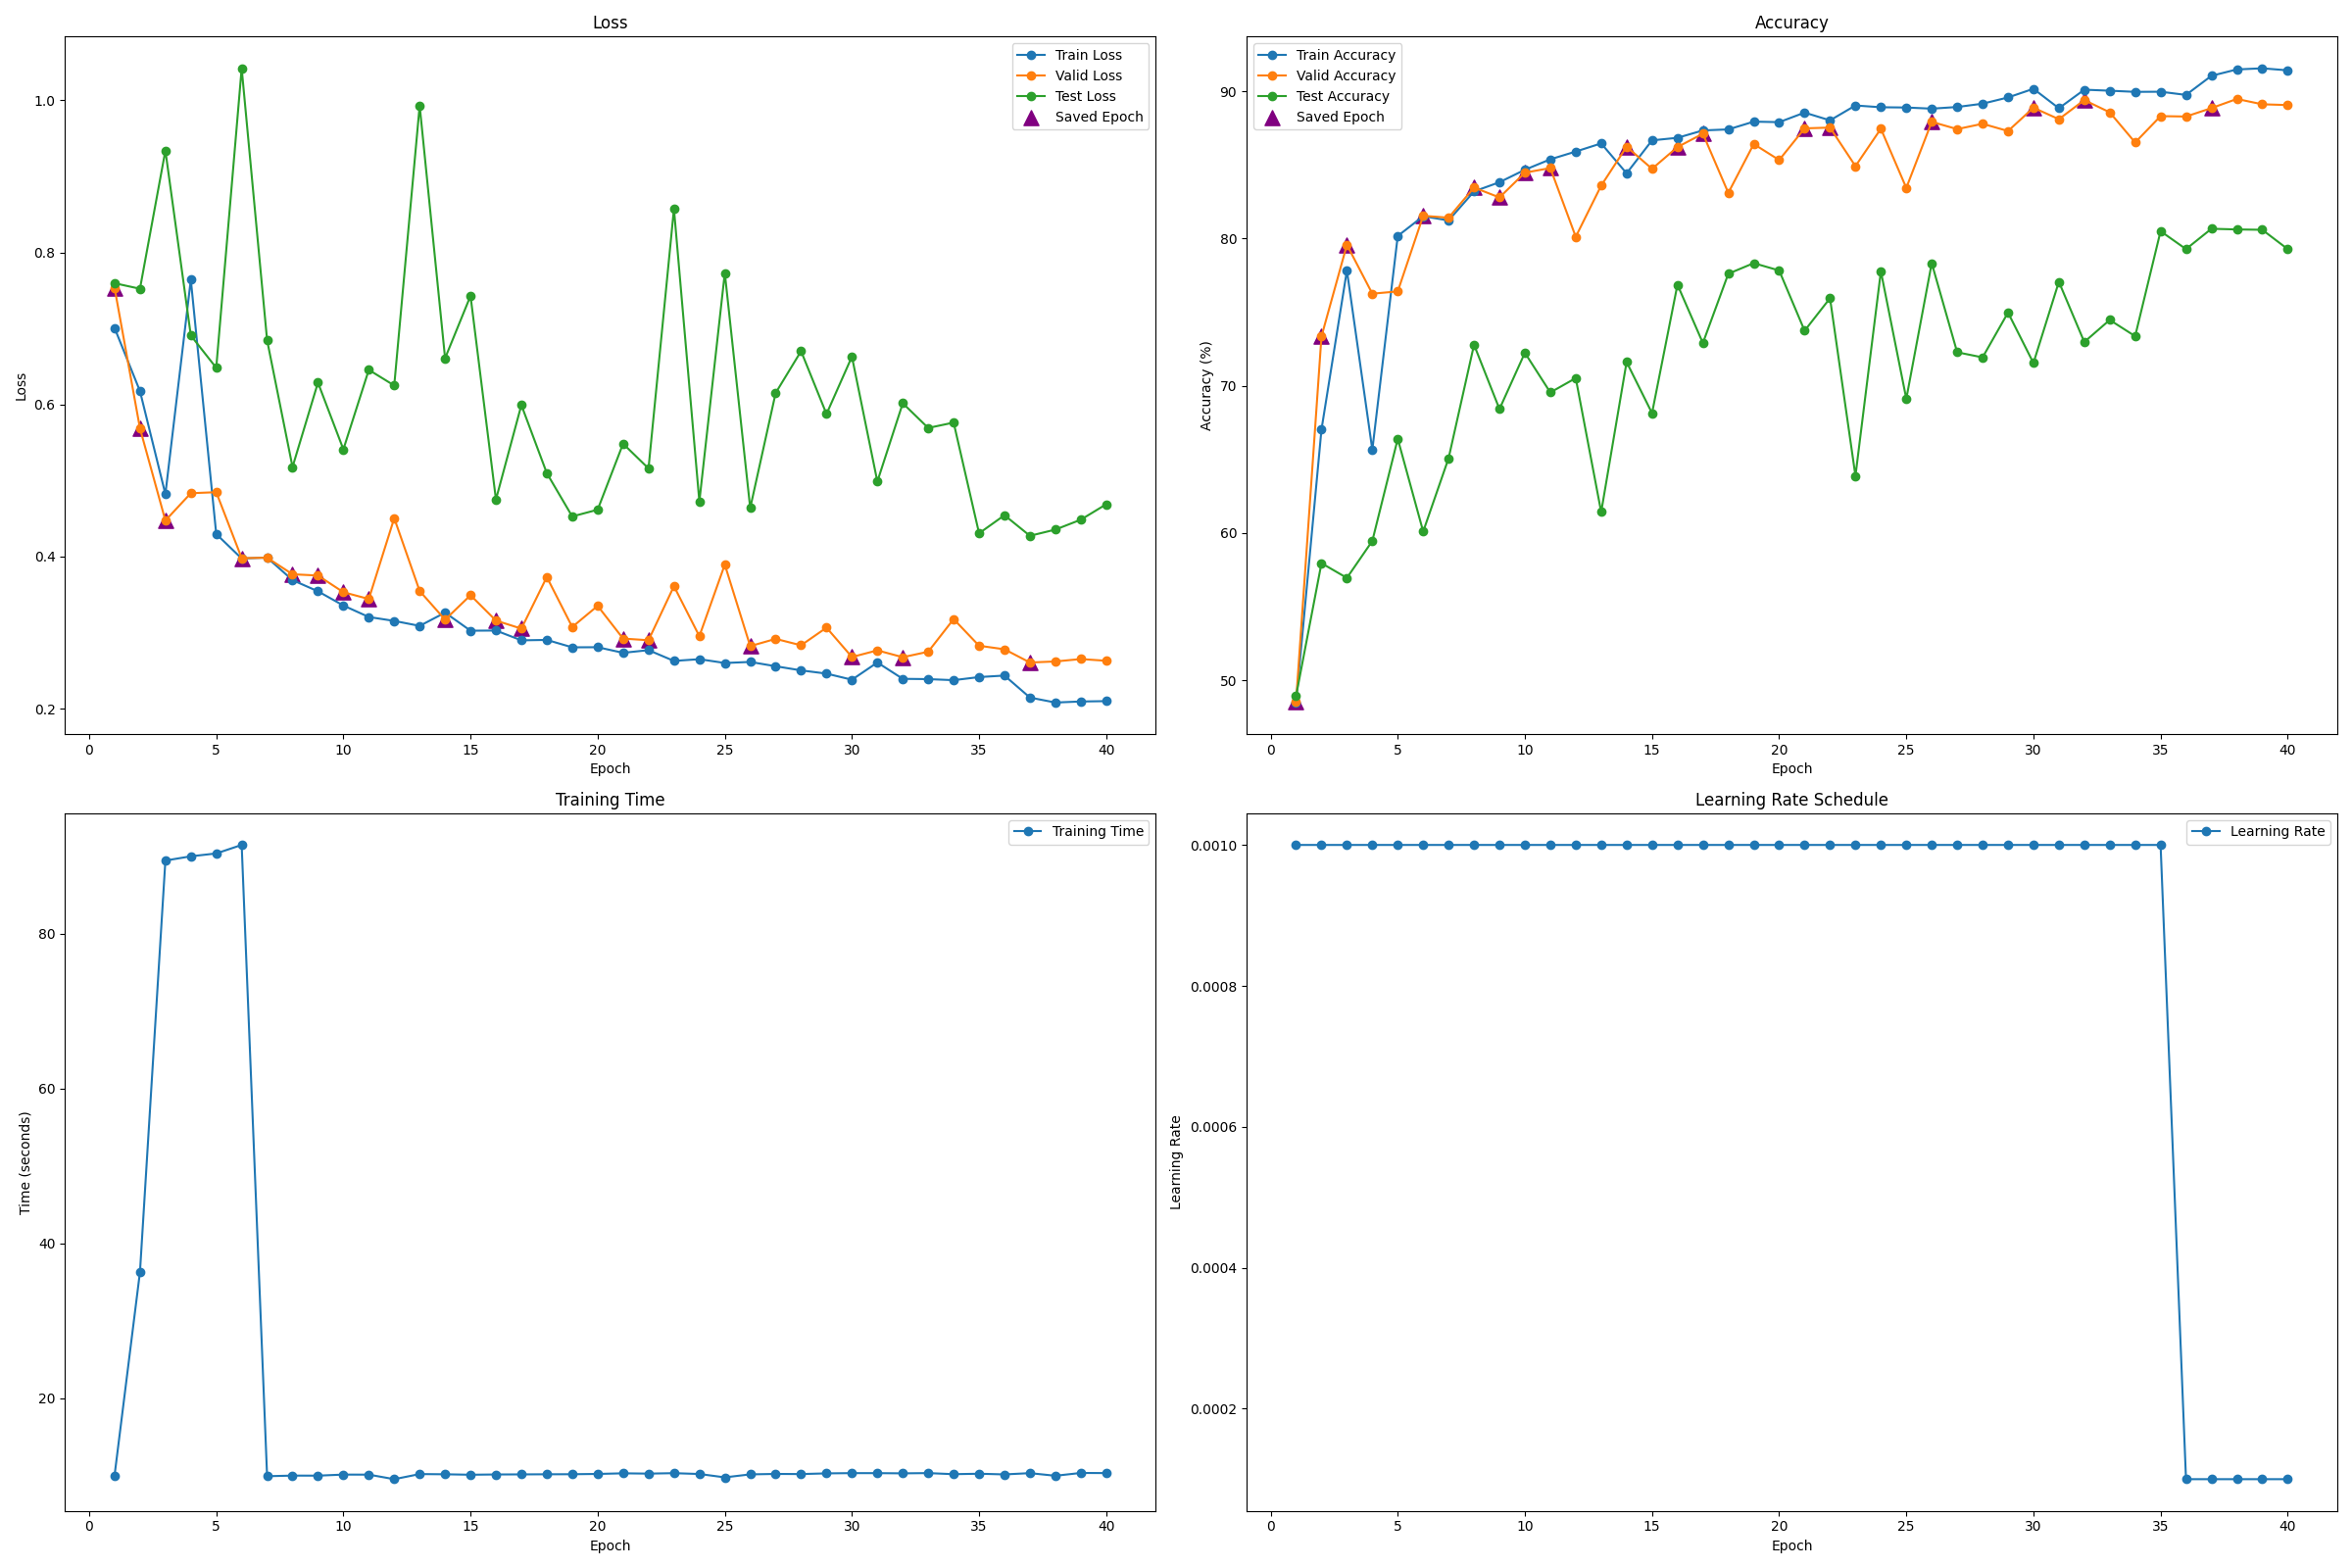 Loss
Train Loss
Valid Loss
Test Loss
Saved Epoch
Loss
1.0
0.8
0.6
0.4
0.2
0 5 10 15 20 25 30 35 40
Epoch
Accuracy
Train Accuracy
Valid Accuracy
Test Accuracy
Saved Epoch
Accuracy (%)
90
80
70
60
50
0 5 10 15 20 25 30 35 40
Epoch
Training Time
Training Time
Time (seconds)
80
60
40
20
0 5 10 15 20 25 30 35 40
Epoch
Learning Rate Schedule
Learning Rate
Learning Rate
0.0010
0.0008
0.0006
0.0004
0.0002
0 5 10 15 20 25 30 35 40
Epoch